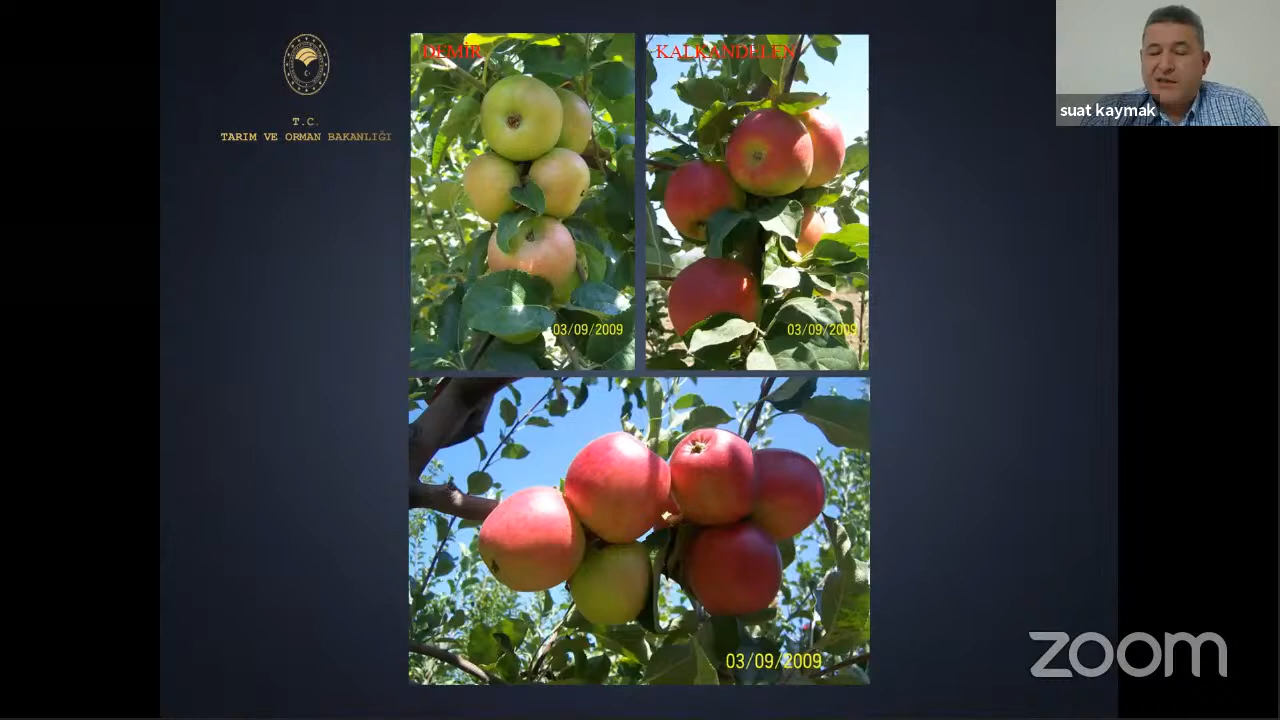 T.C.
TARIM VE ORMAN BAKANLIĞI
DEMİR
03/09/2009
KALKANDELEN
03/09/2009
03/09/2009
suat kaymak
zoom